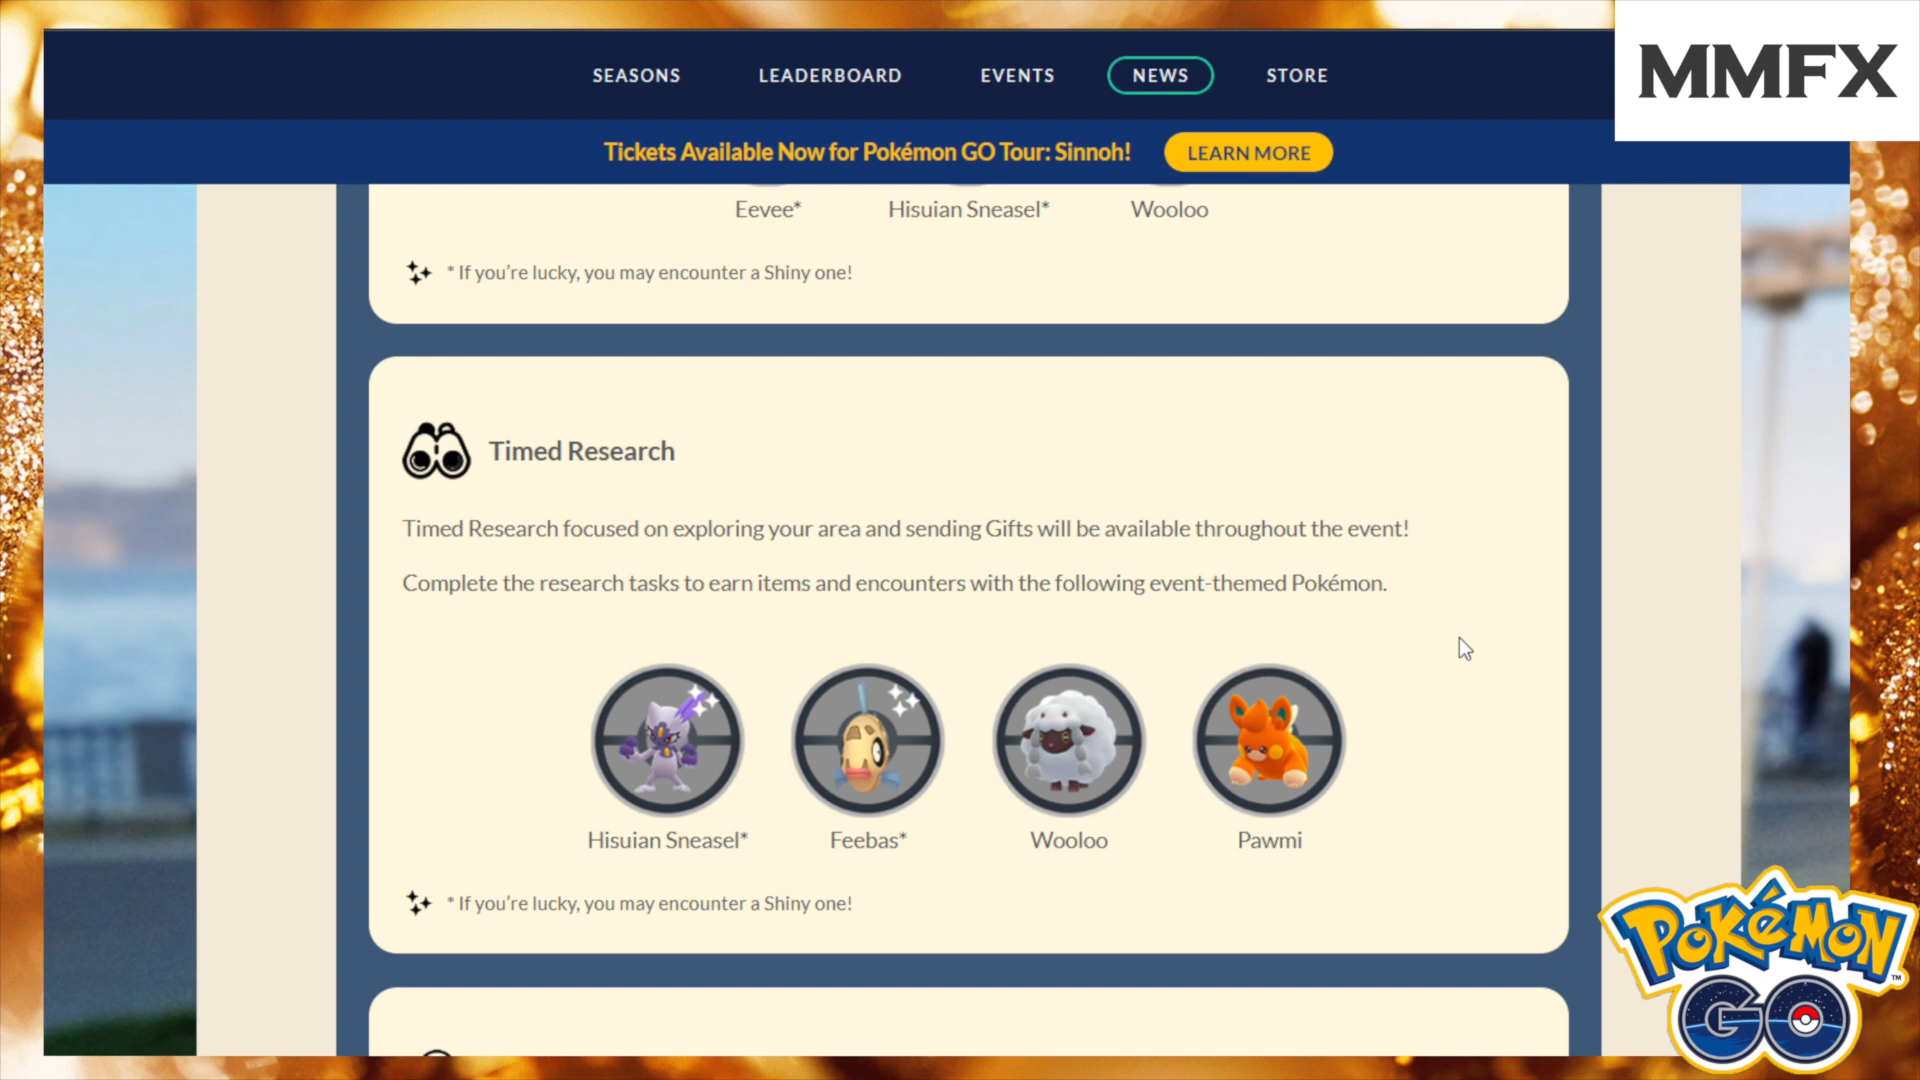 SEASONS LEADERBOARD EVENTS NEWS STORE
MMFX
Tickets Available Now for Pokémon GO Tour: Sinnoh! LEARN MORE
Eevee* Hisuian Sneasel* Wooloo
* If you’re lucky, you may encounter a Shiny one!
Timed Research
Timed Research focused on exploring your area and sending Gifts will be available throughout the event!
Complete the research tasks to earn items and encounters with the following event-themed Pokémon.
Hisuian Sneasel* Feebas* Wooloo Pawmi
* If you’re lucky, you may encounter a Shiny one!
POKéMON™
GO